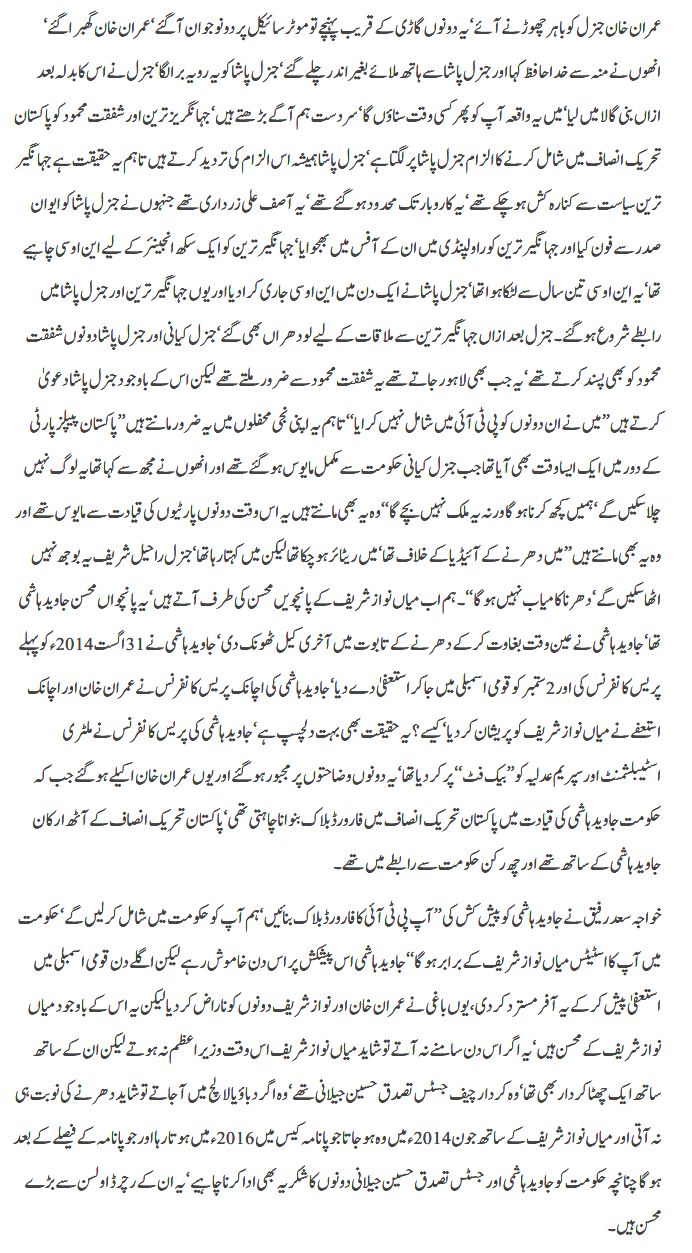 عمران خان جنرل کو باہر چھوڑنے آئے‘ یہ دونوں گاڑی کے قریب پہنچے تو موٹر سائیکل پر دو نوجوان آ گئے‘ عمران خان گھبرا گئے‘
انھوں نے منہ سے خدا حافظ کہا اور جنرل پاشا سے ہاتھ ملائے بغیر اندر چلے گئے‘ جنرل پاشا کو یہ رویہ برا لگا‘ جنرل نے اس کا بدلہ بعد
ازاں بنی گالا میں لیا‘ میں یہ واقعہ آپ کو پھر کسی وقت سناؤں گا‘ سردست ہم آگے بڑھتے ہیں‘ جہانگیر ترین اور شفقت محمود کو پاکستان
تحریک انصاف میں شامل کرنے کا الزام جنرل پاشا پر لگتا ہے‘ جنرل پاشا ہمیشہ اس الزام کی تردید کرتے ہیں تاہم یہ حقیقت ہے جہانگیر
ترین سیاست سے کنارہ کش ہو چکے تھے‘ یہ کاروبار تک محدود ہو گئے تھے‘ یہ آصف علی زرداری تھے جنہوں نے جنرل پاشا کو ایوان
صدر سے فون کیا اور جہانگیر ترین کو راولپنڈی میں ان کے آفس میں بھجوایا‘ جہانگیر ترین کو ایک سکھ انجینئر کے لیے این او سی چاہیے
تھا‘ یہ این او سی تین سال سے لٹکا ہوا تھا‘ جنرل پاشا نے ایک دن میں این او سی جاری کرا دیا اور یوں جہانگیر ترین اور جنرل پاشا میں
رابطے شروع ہو گئے۔ جنرل بعد ازاں جہانگیر ترین سے ملاقات کے لیے لودھراں بھی گئے‘ جنرل کیانی اور جنرل پاشا دونوں شفقت
محمود کو بھی پسند کرتے تھے‘ یہ جب بھی لاہور جاتے تھے یہ شفقت محمود سے ضرور ملتے تھے لیکن اس کے باوجود جنرل پاشا دعویٰ
کرتے ہیں ’’میں نے ان دونوں کو پی ٹی آئی میں شامل نہیں کرایا‘‘ تاہم یہ اپنی نجی محفلوں میں یہ ضرور مانتے ہیں ’’پاکستان پیپلز پارٹی
کے دور میں ایک ایسا وقت بھی آیا تھا جب جنرل کیانی حکومت سے مکمل مایوس ہو گئے تھے اور انھوں نے مجھ سے کہا تھا یہ لوگ نہیں
چلا سکیں گے‘ ہمیں کچھ کرنا ہو گا ورنہ یہ ملک نہیں بچے گا‘‘ وہ یہ بھی مانتے ہیں یہ اس وقت دونوں پارٹیوں کی قیادت سے مایوس تھے اور
وہ یہ بھی مانتے ہیں ’’میں دھرنے کے آئیڈیا کے خلاف تھا‘ میں ریٹائر ہو چکا تھا لیکن میں کہتا رہا تھا‘ جنرل راحیل شریف یہ بوجھ نہیں
اٹھا سکیں گے‘ دھرنا کامیاب نہیں ہو گا‘‘۔ ہم اب میاں نواز شریف کے پانچویں محسن کی طرف آتے ہیں‘ یہ پانچواں محسن جاوید ہاشمی
تھا‘ جاوید ہاشمی نے عین وقت بغاوت کر کے دھرنے کے تابوت میں آخری کیل ٹھونک دی‘ جاوید ہاشمی نے 31 اگست 2014ء کو پہلے
پریس کانفرنس کی اور 2 ستمبر کو قومی اسمبلی میں جا کر استعفیٰ دے دیا‘ جاوید ہاشمی کی اچانک پریس کانفرنس نے عمران خان اور اچانک
استعفے نے میاں نواز شریف کو پریشان کر دیا‘ کیسے؟ یہ حقیقت بھی بہت دلچسپ ہے‘ جاوید ہاشمی کی پریس کانفرنس نے ملٹری
اسٹیبلشمنٹ اور سپریم عدلیہ کو ’’بیک فٹ‘‘ پر کر دیا تھا‘ یہ دونوں وضاحتوں پر مجبور ہو گئے اور یوں عمران خان اکیلے ہو گئے جب کہ
حکومت جاوید ہاشمی کی قیادت میں پاکستان تحریک انصاف میں فارورڈ بلاک بنوانا چاہتی تھی‘ پاکستان تحریک انصاف کے آٹھ ارکان
جاوید ہاشمی کے ساتھ تھے اور چھ رکن حکومت سے رابطے میں تھے۔
خواجہ سعد رفیق نے جاوید ہاشمی کو پیش کش کی ’’آپ پی ٹی آئی کا فارورڈ بلاک بنائیں‘ ہم آپ کو حکومت میں شامل کر لیں گے‘ حکومت
میں آپ کا اسٹیٹس میاں نواز شریف کے برابر ہو گا‘‘ جاوید ہاشمی اس پیشکش پر اس دن خاموش رہے لیکن اگلے دن قومی اسمبلی میں
استعفیٰ پیش کر کے یہ آفر مسترد کر دی، یوں باغی نے عمران خان اور نواز شریف دونوں کو ناراض کر دیا لیکن یہ اس کے باوجود میاں
نواز شریف کے محسن ہیں‘ یہ اگر اس دن سامنے نہ آتے تو شاید میاں نواز شریف اس وقت وزیراعظم نہ ہوتے لیکن ان کے ساتھ
ساتھ ایک چھٹا کردار بھی تھا‘ وہ کردار چیف جسٹس تصدق حسین جیلانی تھے‘ وہ اگر دباؤ یا لالچ میں آ جاتے تو شاید دھرنے کی نوبت ہی
نہ آتی اور میاں نواز شریف کے ساتھ جون 2014ء میں وہ ہو جاتا جو پانامہ کیس میں 2016ء میں ہوتا رہا اور جو پانامہ کے فیصلے کے بعد
ہو گا چنانچہ حکومت کو جاوید ہاشمی اور جسٹس تصدق حسین جیلانی دونوں کا شکریہ بھی ادا کرنا چاہیے‘ یہ ان کے رچرڈ اولسن سے بڑے
محسن ہیں۔